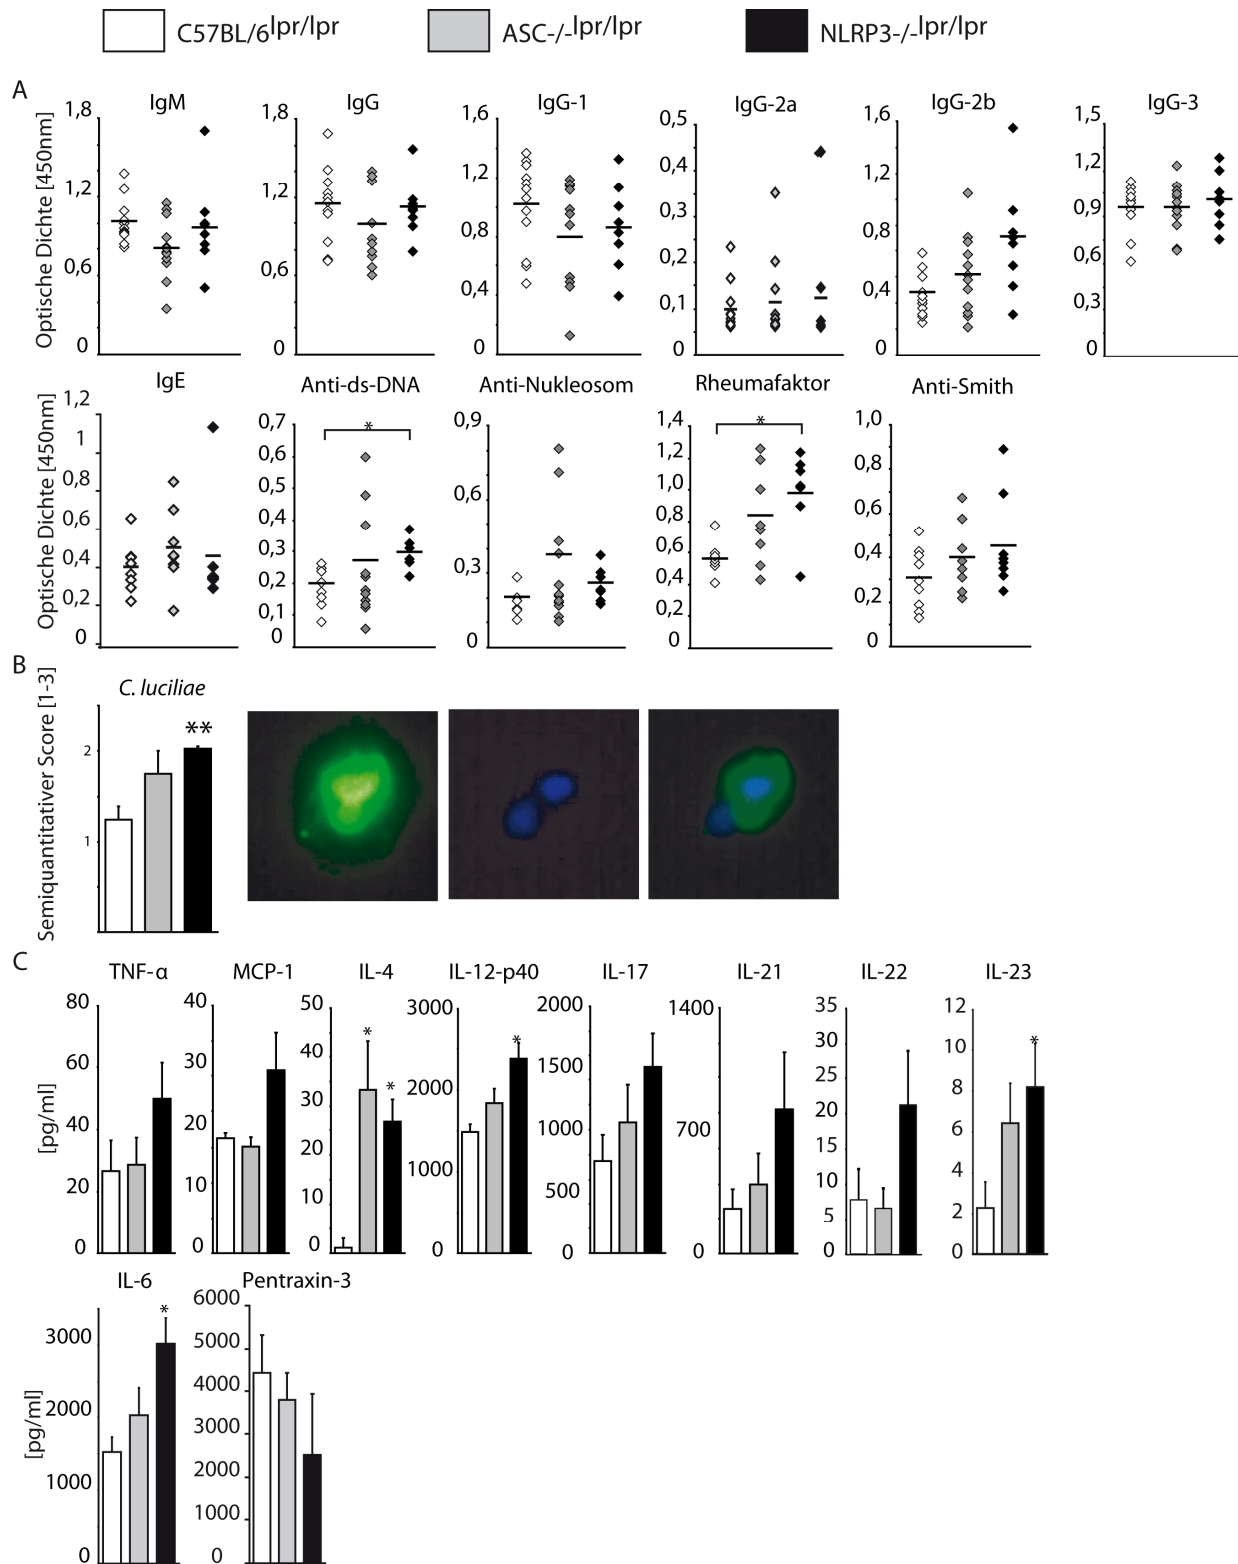 C57BL/6lpr/lpr ASC-/-lpr/lpr NLRP3-/-lpr/lpr
A
IgM IgG IgG-1 IgG-2a IgG-2b IgG-3
Optische Dichte [450nm]
1,8 1,2 0,6 0
1,8 1,2 0,6 0
1,6 1,2 0,8 0,4 0
0,5 0,4 0,3 0,2 0,1 0
1,6 1,2 0,8 0,4 0
1,5 1,2 0,9 0,6 0,3 0
IgE Anti-ds-DNA Anti-Nukleosom Rheumafaktor Anti-Smith
Optische Dichte [450nm]
1,2 1 0,8 0,6 0,4 0,2 0
0,7 0,6 0,5 0,4 0,3 0,2 0,1 0
*
0,9 0,6 0,3 0
1,4 1,2 1,0 0,8 0,6 0,4 0,2 0
*
1,0 0,8 0,6 0,4 0,2 0
B
C. luciliae
Semiquantitativer Score [1-3]
2 1
**
C
TNF-α MCP-1 IL-4 IL-12-p40 IL-17 IL-21 IL-22 IL-23
[pg/ml]
80 60 40 20 0
40 30 20 10 0
50 40 30 20 10 0
* *
3000 2000 1000 0
*
2000 1500 1000 500 0
1400 700 0
35 30 25 20 15 10 5 0
12 10 8 6 4 2 0
*
IL-6 Pentraxin-3
[pg/ml]
3000 2000 1000 0
*
6000 5000 4000 3000 2000 1000 0